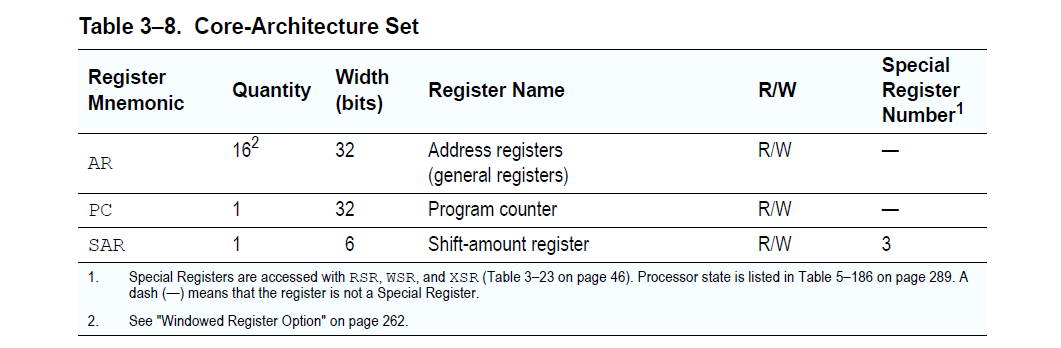 Table 3–8. Core-Architecture Set
Register Mnemonic Quantity Width (bits) Register Name R/W Special Register Number1
AR 162 32 Address registers (general registers) R/W —
PC 1 32 Program counter R/W —
SAR 1 6 Shift-amount register R/W 3
1. Special Registers are accessed with RSR, WSR, and XSR (Table 3–23 on page 46). Processor state is listed in Table 5–186 on page 289. A
dash (—) means that the register is not a Special Register.
2. See "Windowed Register Option" on page 262.